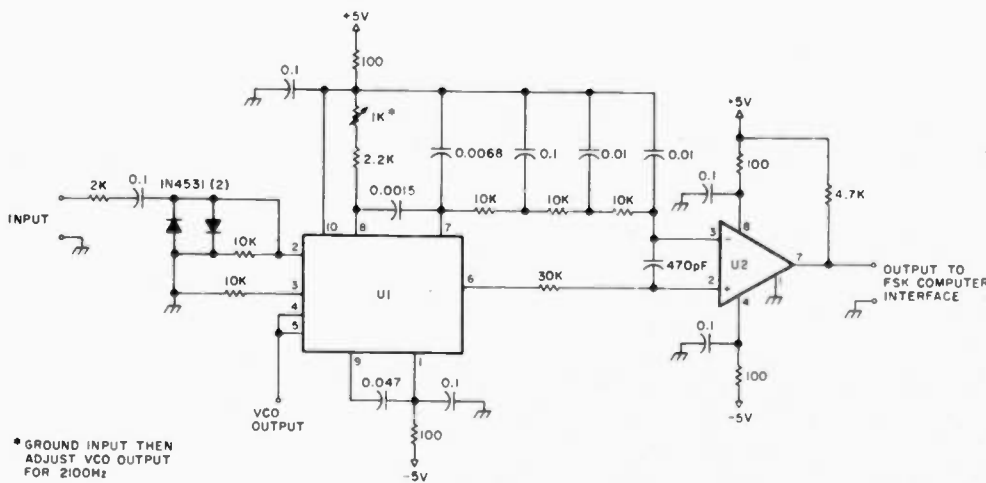 +5V
100
0.1
1K*
2.2K
0.0068
0.1
0.01
0.01
+5V
100
0.1
4.7K
2K
0.1
1N4531 (2)
0.0015
10K
10K
10K
INPUT
10K
10K
10
8
7
2
3
4
5
6
9
1
U1
30K
470pF
3
-
2
+
U2
8
7
1
4
OUTPUT TO
FSK COMPUTER
INTERFACE
0.1
100
-5V
0.047
0.1
VCO
OUTPUT
100
-5V
* GROUND INPUT THEN
ADJUST VCO OUTPUT
FOR 2100Hz